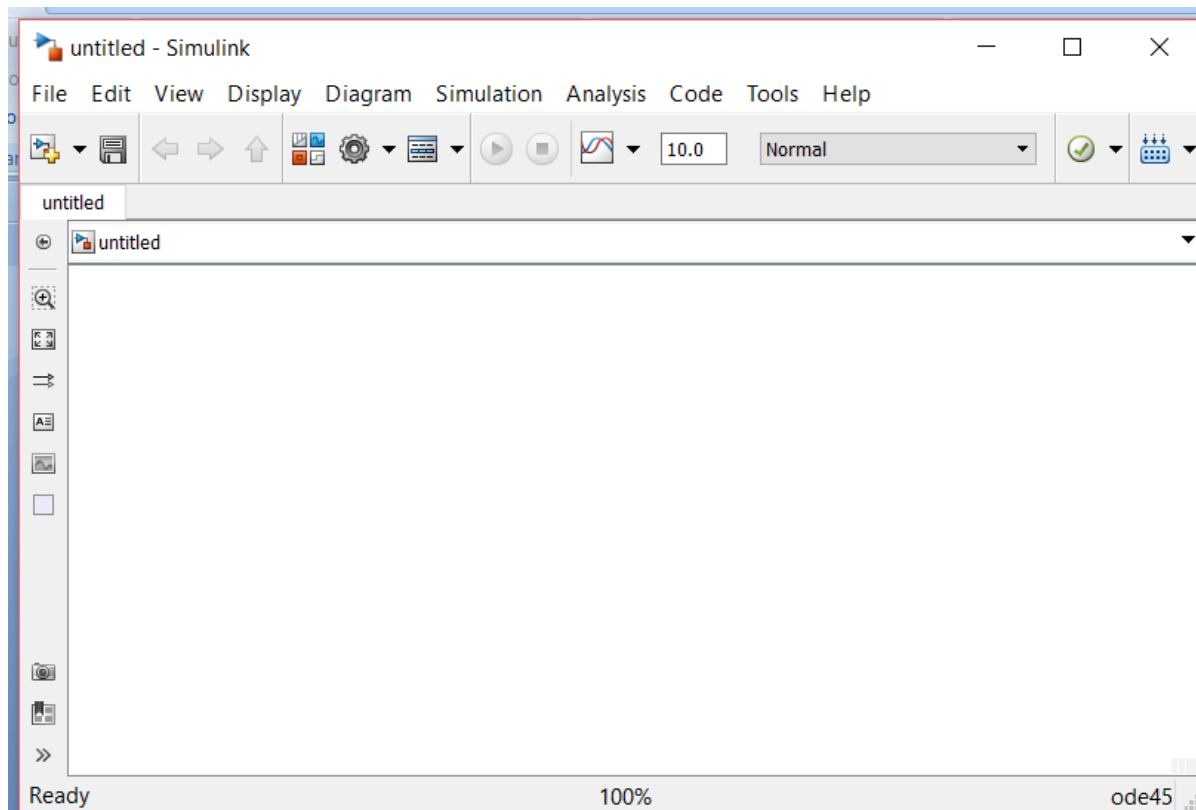 untitled - Simulink
File Edit View Display Diagram Simulation Analysis Code Tools Help
10.0 Normal
untitled
untitled
Ready 100% ode45